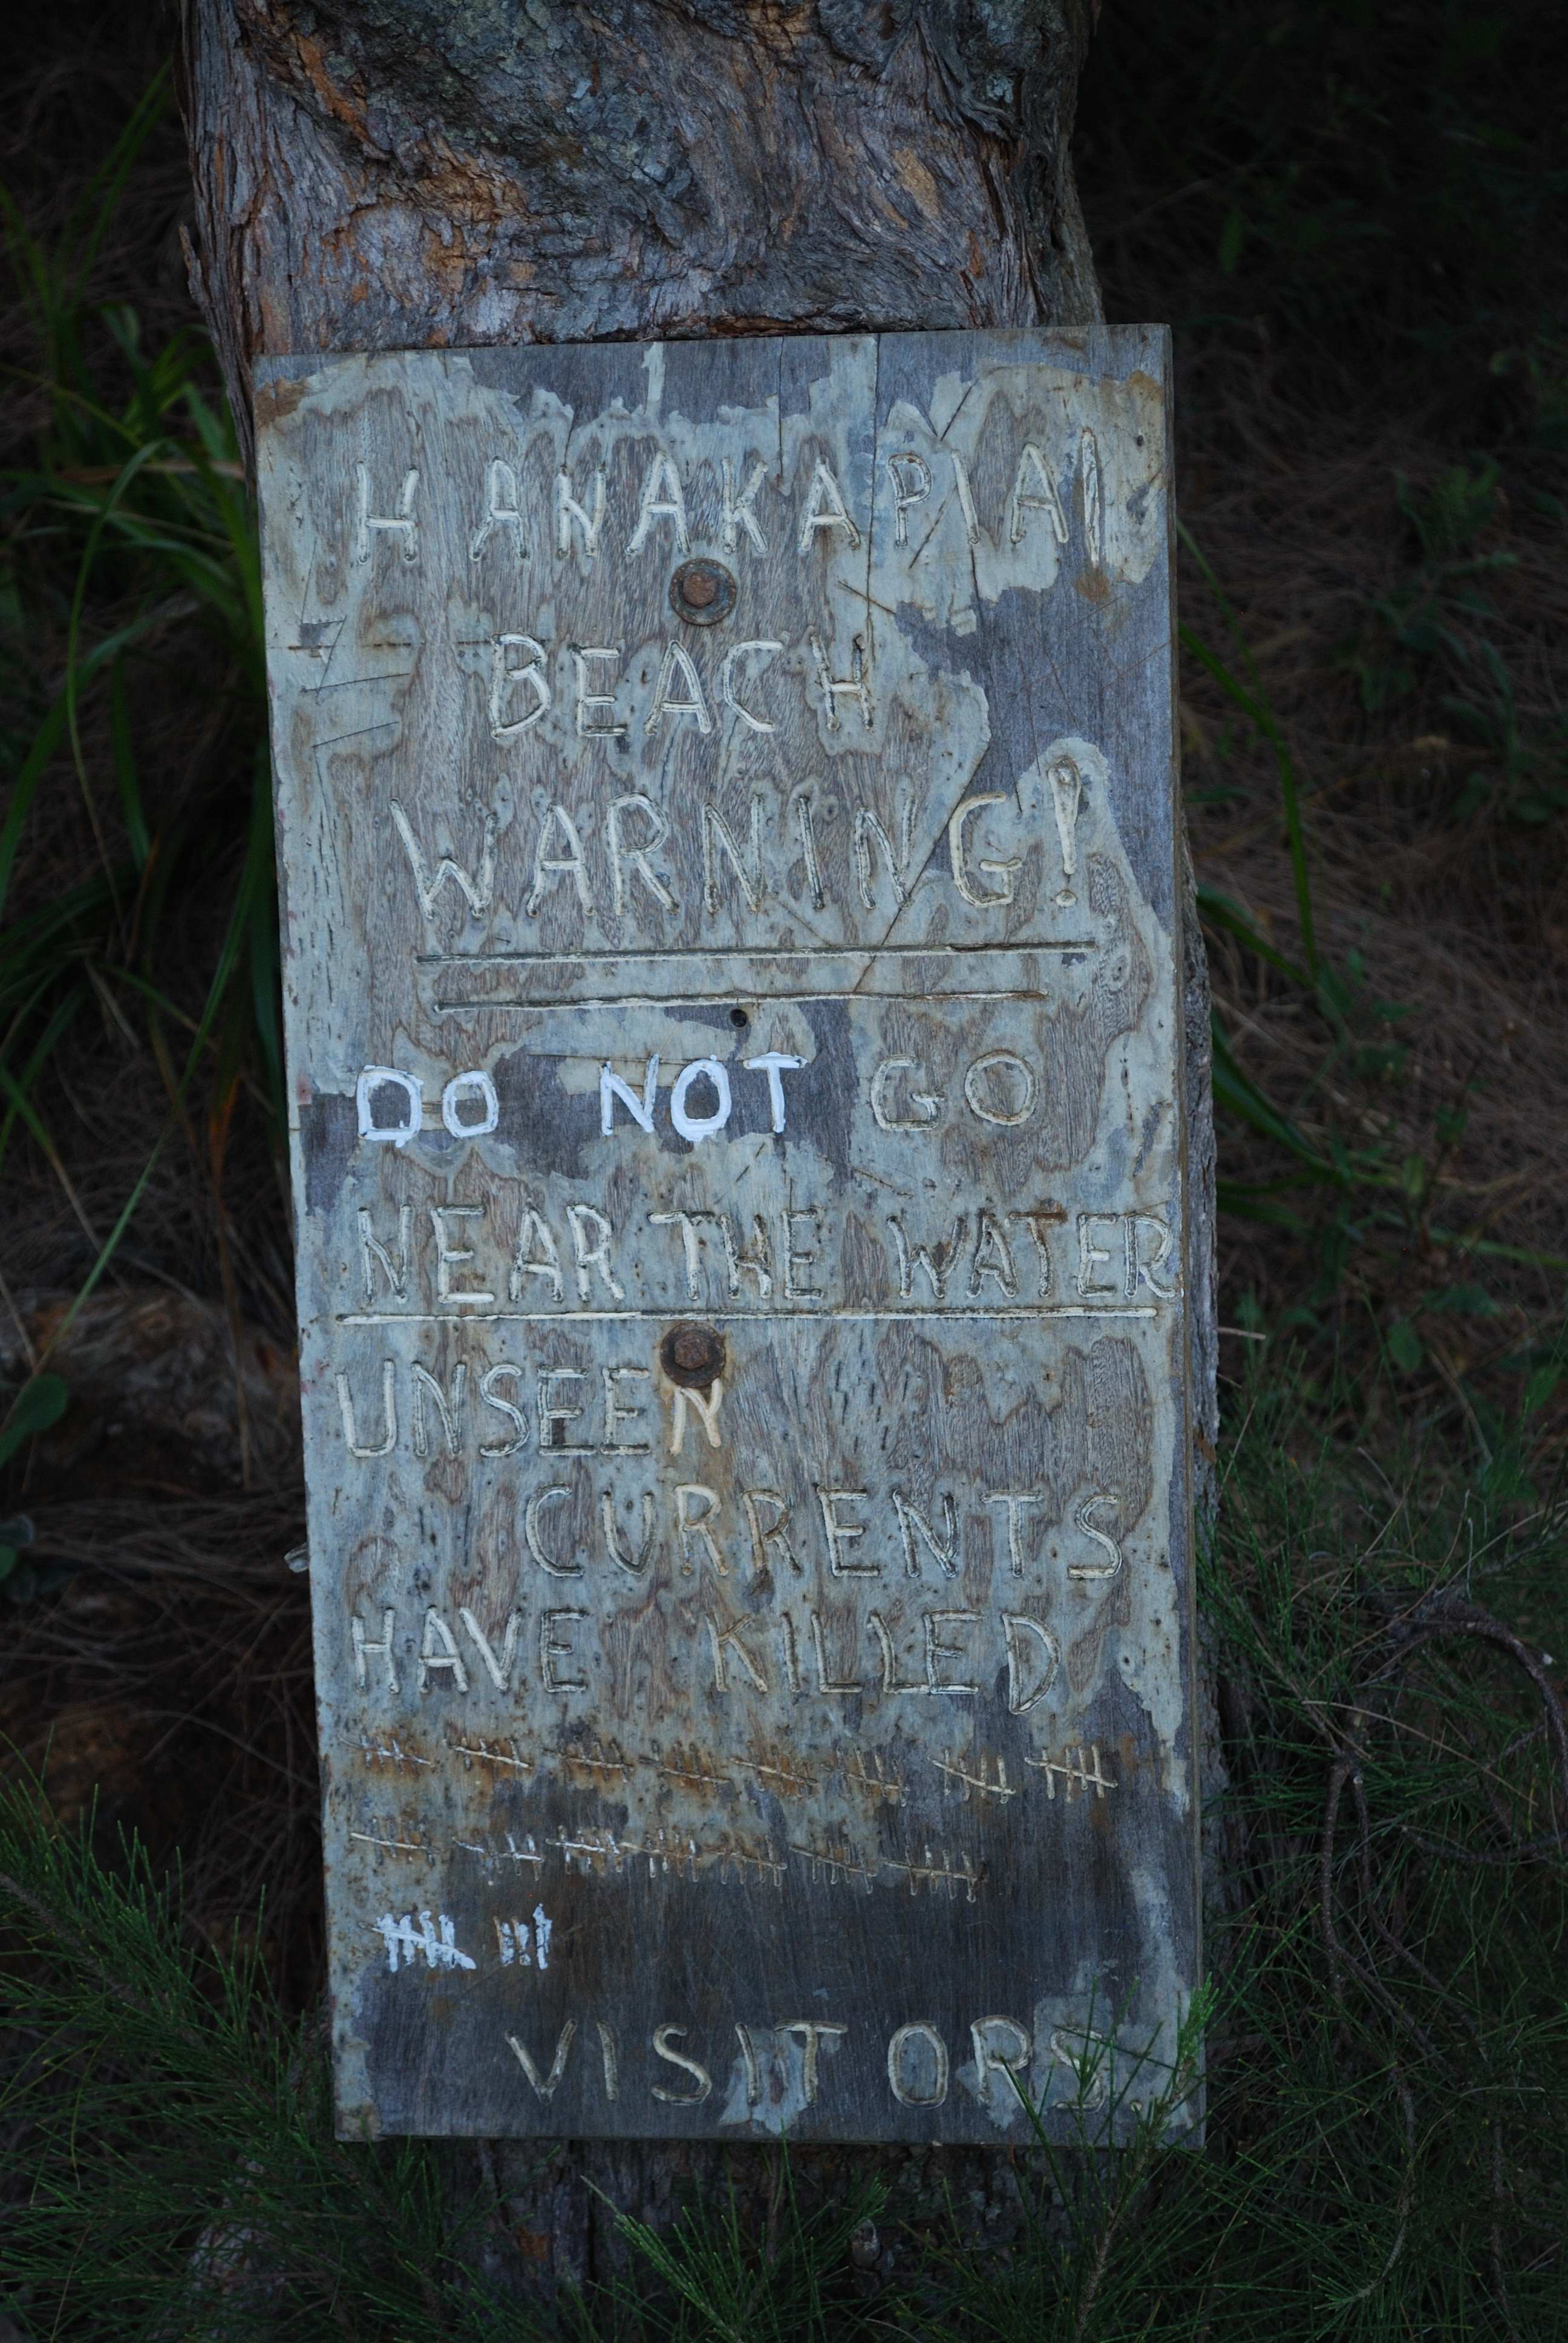 HANAKAPIAI
BEACH
WARNING!
DO NOT GO
NEAR THE WATER
UNSEEN
CURRENTS
HAVE KILLED
VISITORS.